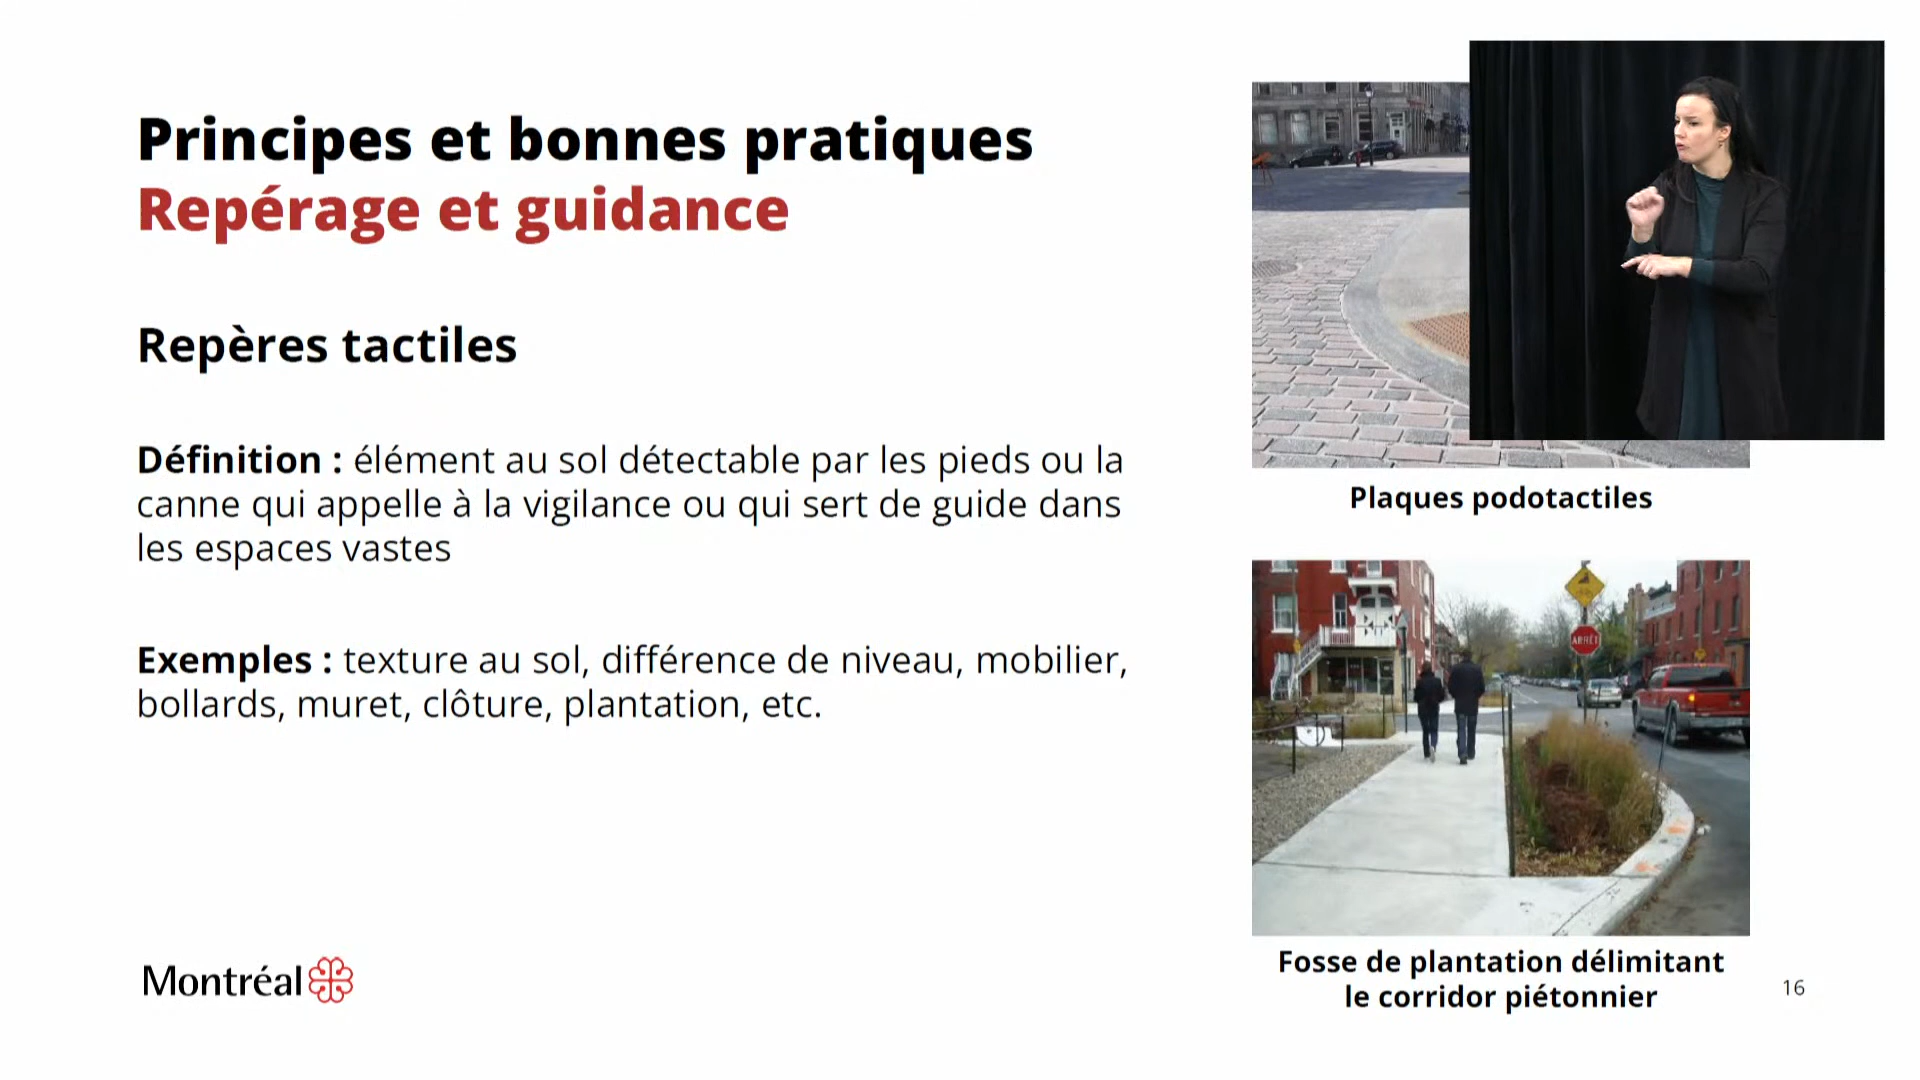 Principes et bonnes pratiques
Repérage et guidance
Repères tactiles
Définition : élément au sol détectable par les pieds ou la
canne qui appelle à la vigilance ou qui sert de guide dans
les espaces vastes
Exemples : texture au sol, différence de niveau, mobilier,
bollards, muret, clôture, plantation, etc.
Plaques podotactiles
ARRÊT
Fosse de plantation délimitant
le corridor piétonnier
Montréal
16